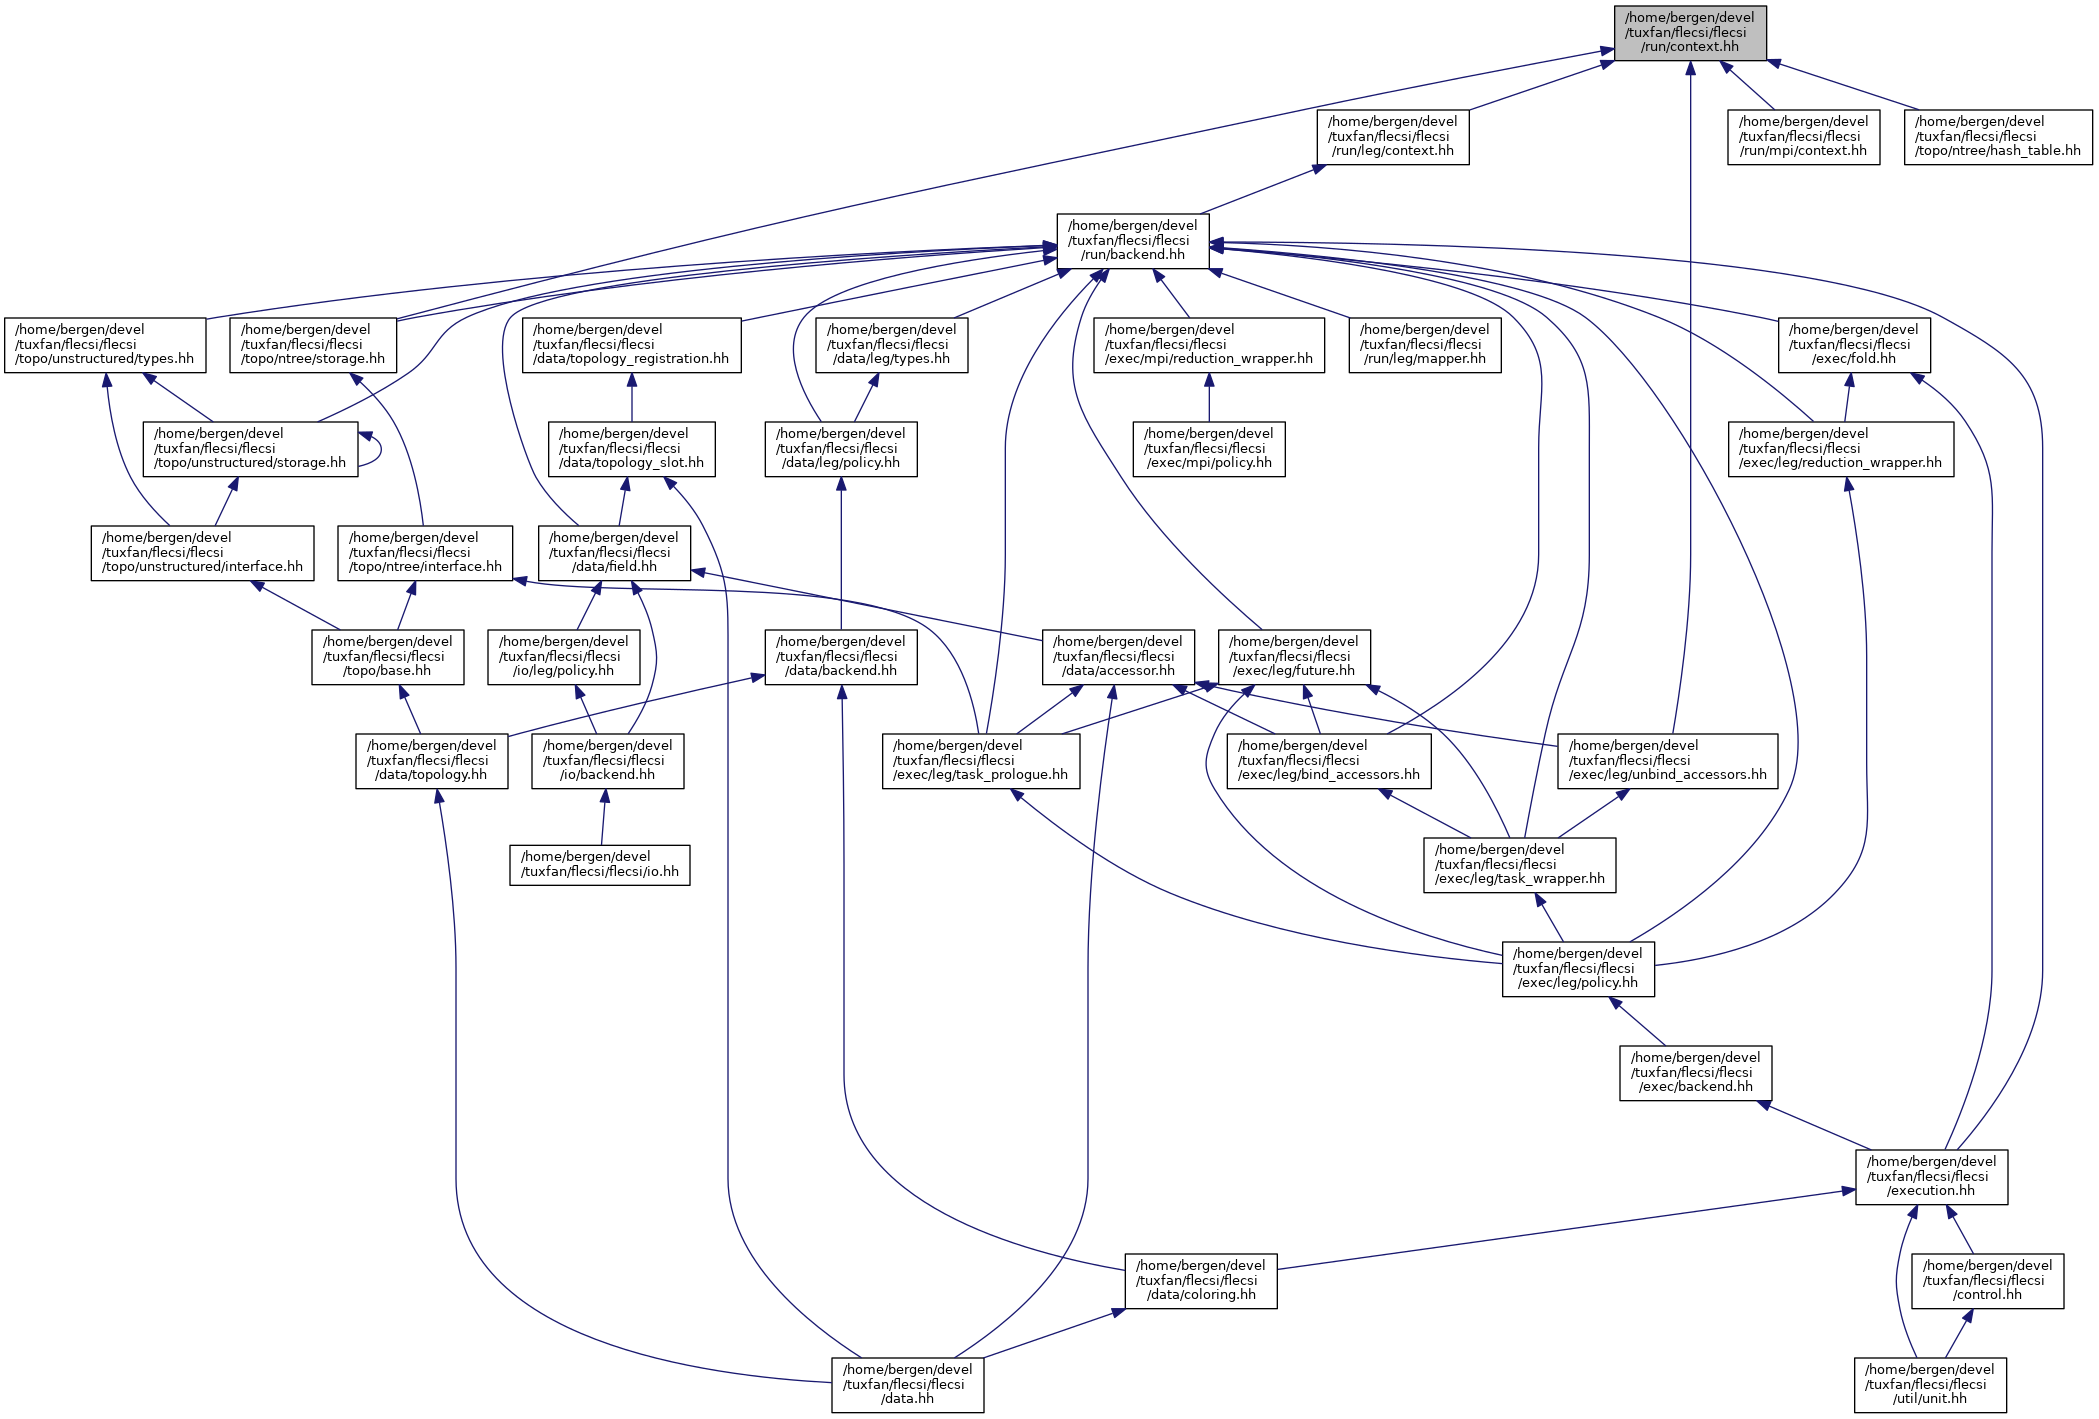 /home/bergen/devel
/tuxfan/flecsi/flecsi
/run/context.hh
/home/bergen/devel
/tuxfan/flecsi/flecsi
/run/leg/context.hh
/home/bergen/devel
/tuxfan/flecsi/flecsi
/run/mpi/context.hh
/home/bergen/devel
/tuxfan/flecsi/flecsi
/topo/ntree/hash_table.hh
/home/bergen/devel
/tuxfan/flecsi/flecsi
/run/backend.hh
/home/bergen/devel
/tuxfan/flecsi/flecsi
/topo/unstructured/types.hh
/home/bergen/devel
/tuxfan/flecsi/flecsi
/topo/ntree/storage.hh
/home/bergen/devel
/tuxfan/flecsi/flecsi
/data/topology_registration.hh
/home/bergen/devel
/tuxfan/flecsi/flecsi
/data/leg/types.hh
/home/bergen/devel
/tuxfan/flecsi/flecsi
/exec/mpi/reduction_wrapper.hh
/home/bergen/devel
/tuxfan/flecsi/flecsi
/run/leg/mapper.hh
/home/bergen/devel
/tuxfan/flecsi/flecsi
/exec/fold.hh
/home/bergen/devel
/tuxfan/flecsi/flecsi
/topo/unstructured/storage.hh
/home/bergen/devel
/tuxfan/flecsi/flecsi
/data/topology_slot.hh
/home/bergen/devel
/tuxfan/flecsi/flecsi
/data/leg/policy.hh
/home/bergen/devel
/tuxfan/flecsi/flecsi
/exec/mpi/policy.hh
/home/bergen/devel
/tuxfan/flecsi/flecsi
/exec/leg/reduction_wrapper.hh
/home/bergen/devel
/tuxfan/flecsi/flecsi
/topo/unstructured/interface.hh
/home/bergen/devel
/tuxfan/flecsi/flecsi
/topo/ntree/interface.hh
/home/bergen/devel
/tuxfan/flecsi/flecsi
/data/field.hh
/home/bergen/devel
/tuxfan/flecsi/flecsi
/topo/base.hh
/home/bergen/devel
/tuxfan/flecsi/flecsi
/io/leg/policy.hh
/home/bergen/devel
/tuxfan/flecsi/flecsi
/data/backend.hh
/home/bergen/devel
/tuxfan/flecsi/flecsi
/data/accessor.hh
/home/bergen/devel
/tuxfan/flecsi/flecsi
/exec/leg/future.hh
/home/bergen/devel
/tuxfan/flecsi/flecsi
/data/topology.hh
/home/bergen/devel
/tuxfan/flecsi/flecsi
/io/backend.hh
/home/bergen/devel
/tuxfan/flecsi/flecsi
/exec/leg/task_prologue.hh
/home/bergen/devel
/tuxfan/flecsi/flecsi
/exec/leg/bind_accessors.hh
/home/bergen/devel
/tuxfan/flecsi/flecsi
/exec/leg/unbind_accessors.hh
/home/bergen/devel
/tuxfan/flecsi/flecsi/io.hh
/home/bergen/devel
/tuxfan/flecsi/flecsi
/exec/leg/task_wrapper.hh
/home/bergen/devel
/tuxfan/flecsi/flecsi
/exec/leg/policy.hh
/home/bergen/devel
/tuxfan/flecsi/flecsi
/exec/backend.hh
/home/bergen/devel
/tuxfan/flecsi/flecsi
/execution.hh
/home/bergen/devel
/tuxfan/flecsi/flecsi
/data/coloring.hh
/home/bergen/devel
/tuxfan/flecsi/flecsi
/control.hh
/home/bergen/devel
/tuxfan/flecsi/flecsi
/data.hh
/home/bergen/devel
/tuxfan/flecsi/flecsi
/util/unit.hh